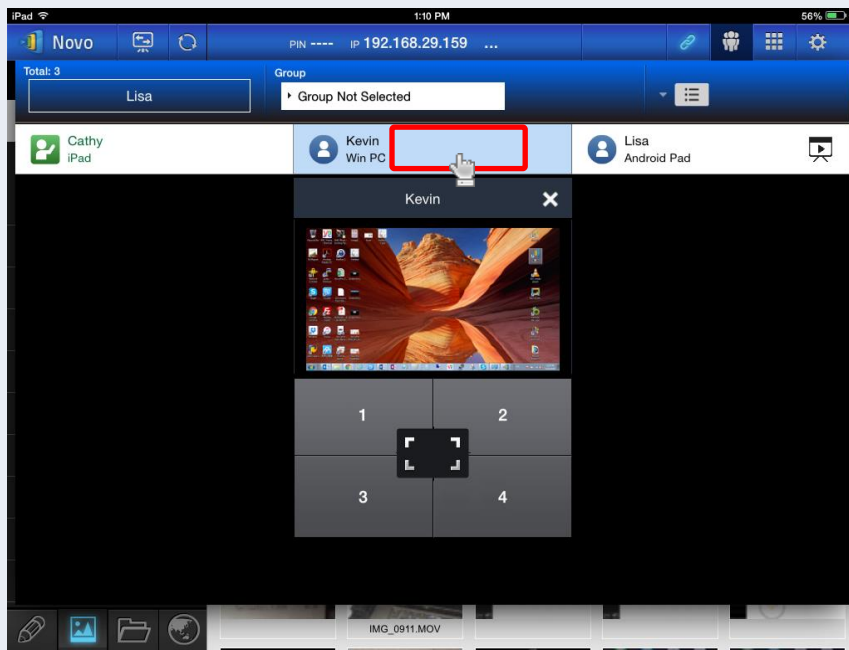 iPad 1:10 PM 56%
Novo PIN ---- IP 192.168.29.159 ...
Total: 3 Group
Lisa Group Not Selected
Cathy Kevin Lisa
iPad Win PC Android Pad
Kevin
1 2
3 4
IMG_0911.MOV